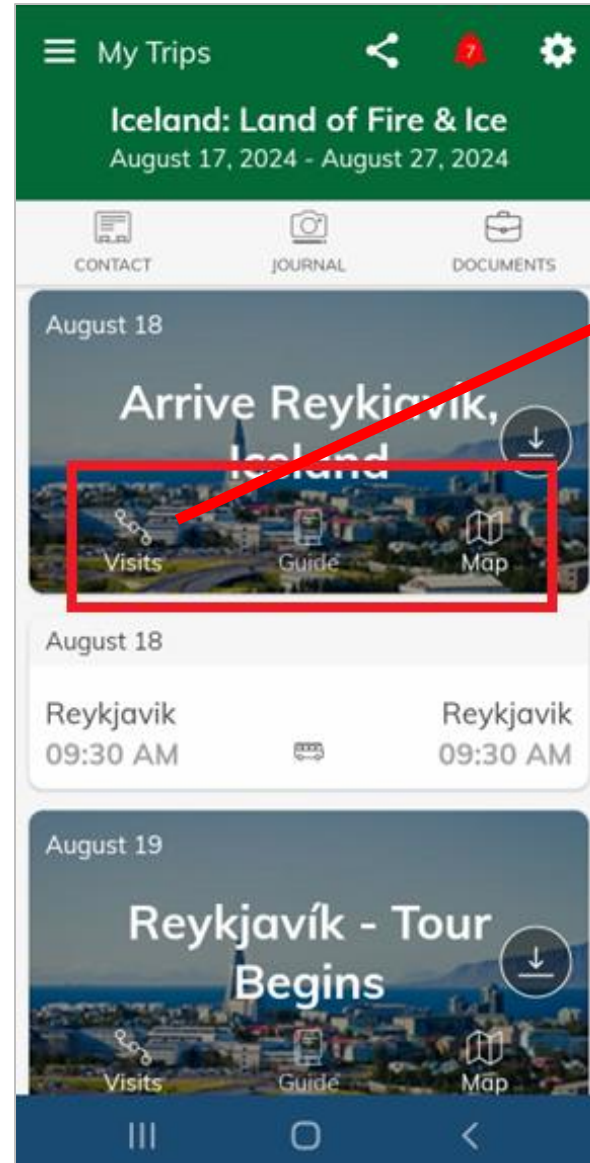 My Trips
7
Iceland: Land of Fire & Ice
August 17, 2024 - August 27, 2024
CONTACT JOURNAL DOCUMENTS
August 18
Arrive Reykjavík,
Iceland
Visits Guide Map
August 18
Reykjavik Reykjavik
09:30 AM 09:30 AM
August 19
Reykjavík - Tour
Begins
Visits Guide Map